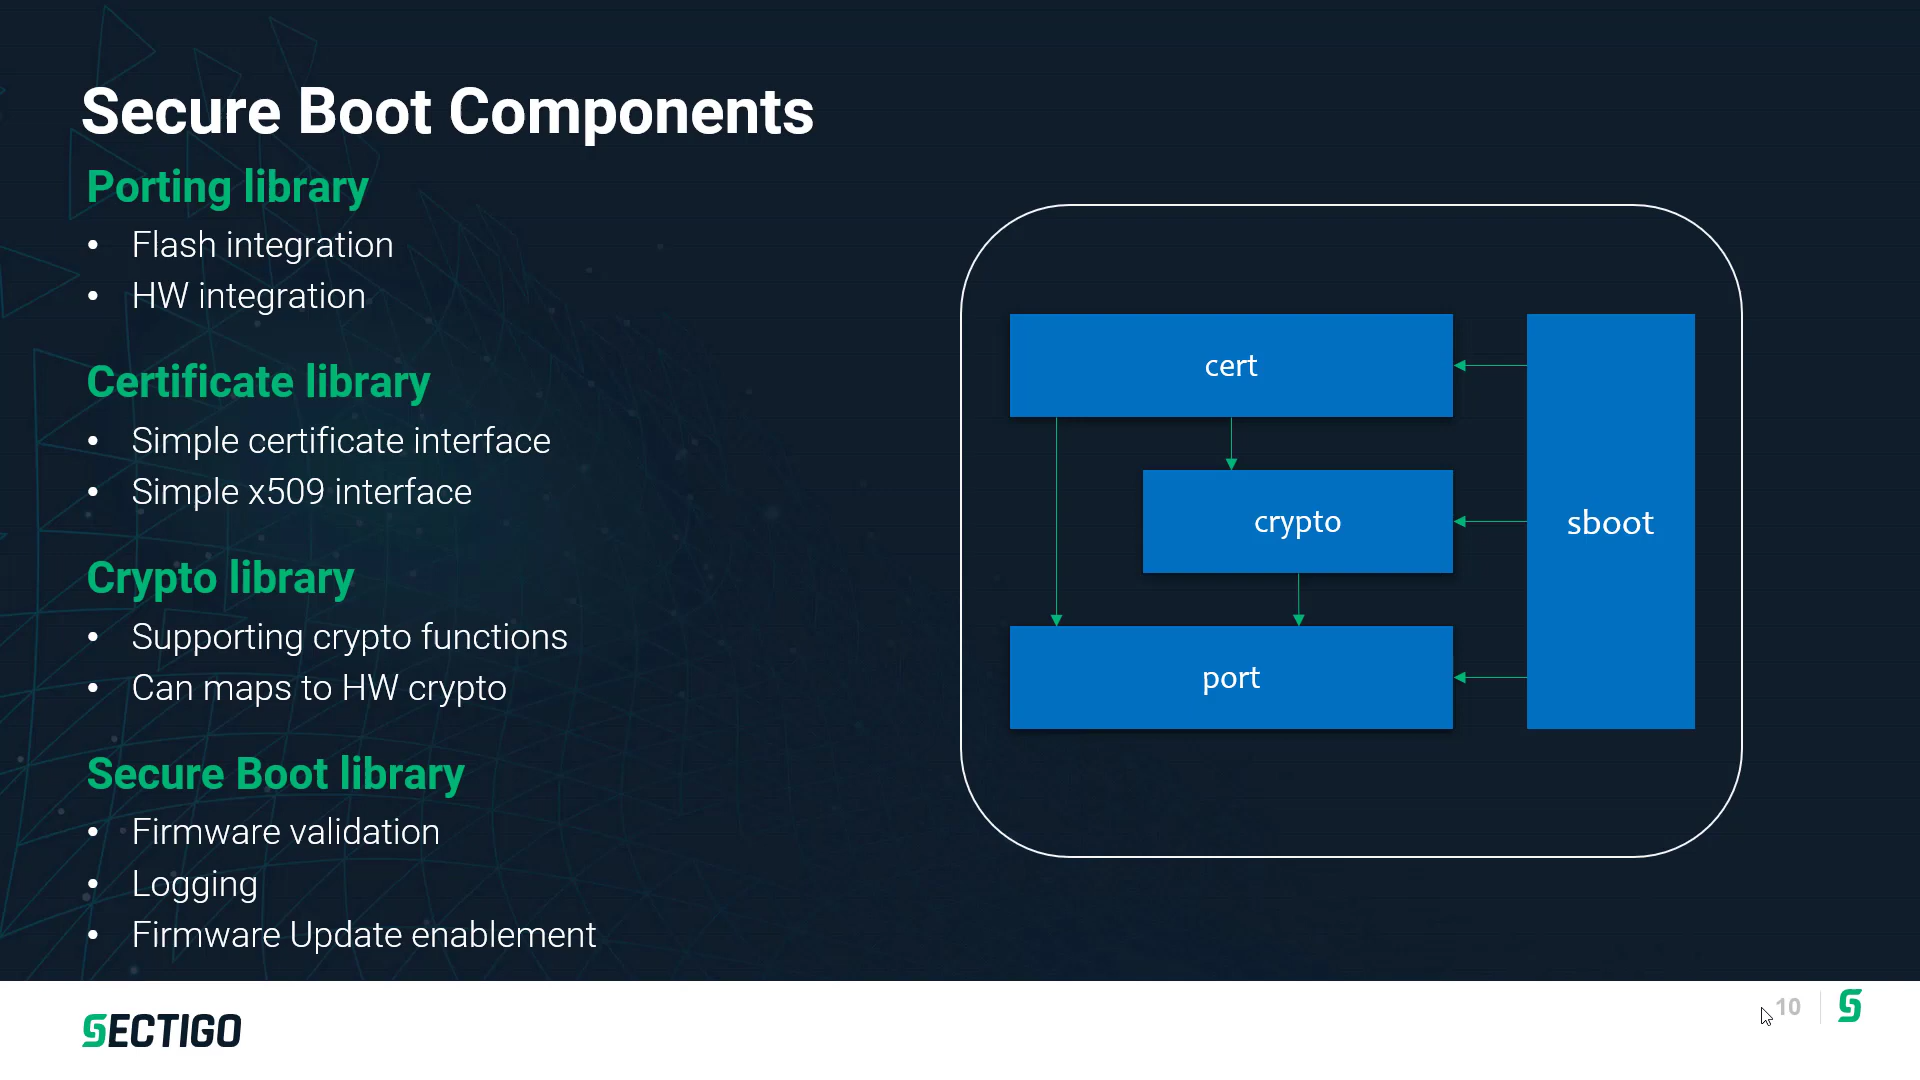 Secure Boot Components
Porting library
• Flash integration
• HW integration
Certificate library
• Simple certificate interface
• Simple x509 interface
Crypto library
• Supporting crypto functions
• Can maps to HW crypto
Secure Boot library
• Firmware validation
• Logging
• Firmware Update enablement
cert
crypto
sboot
port
SECTIGO
10
S